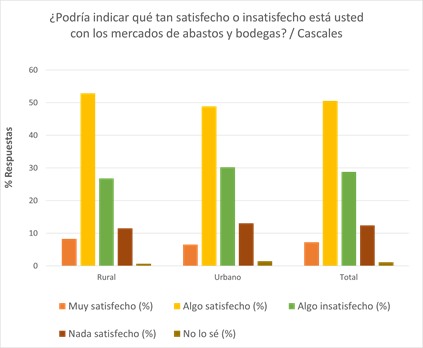 ¿Podría indicar qué tan satisfecho o insatisfecho está usted
con los mercados de abastos y bodegas? / Cascales
% Respuestas
60
50
40
30
20
10
0
Rural
Urbano
Total
Muy satisfecho (%)
Algo satisfecho (%)
Algo insatisfecho (%)
Nada satisfecho (%)
No lo sé (%)